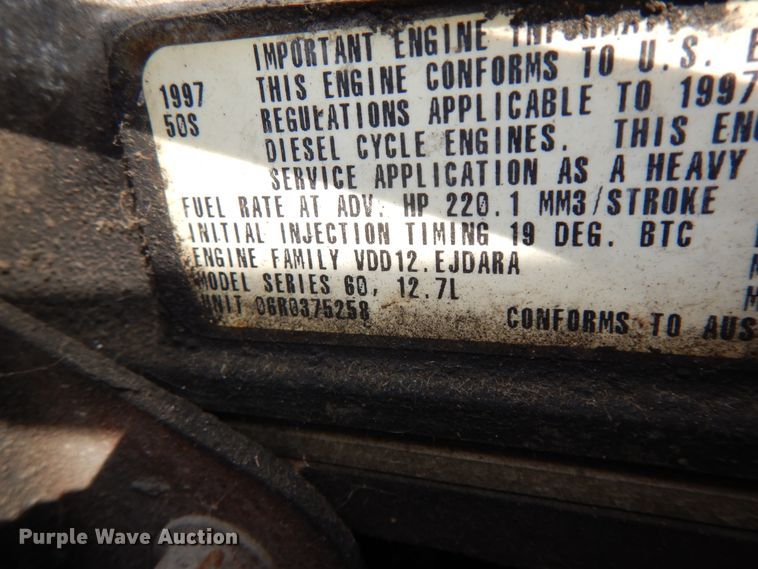 IMPORTANT ENGINE
1997 THIS ENGINE CONFORMS TO U.S. E
50S REGULATIONS APPLICABLE TO 1997
DIESEL CYCLE ENGINES. THIS EN
SERVICE APPLICATION AS A HEAVY
FUEL RATE AT ADV. HP 220.1 MM3/STROKE
INITIAL INJECTION TIMING 19 DEG. BTC
ENGINE FAMILY VDD12.EJDARA
MODEL SERIES 60, 12.7L
UNIT 06R0375258
CONFORMS TO AUS
Purple Wave Auction